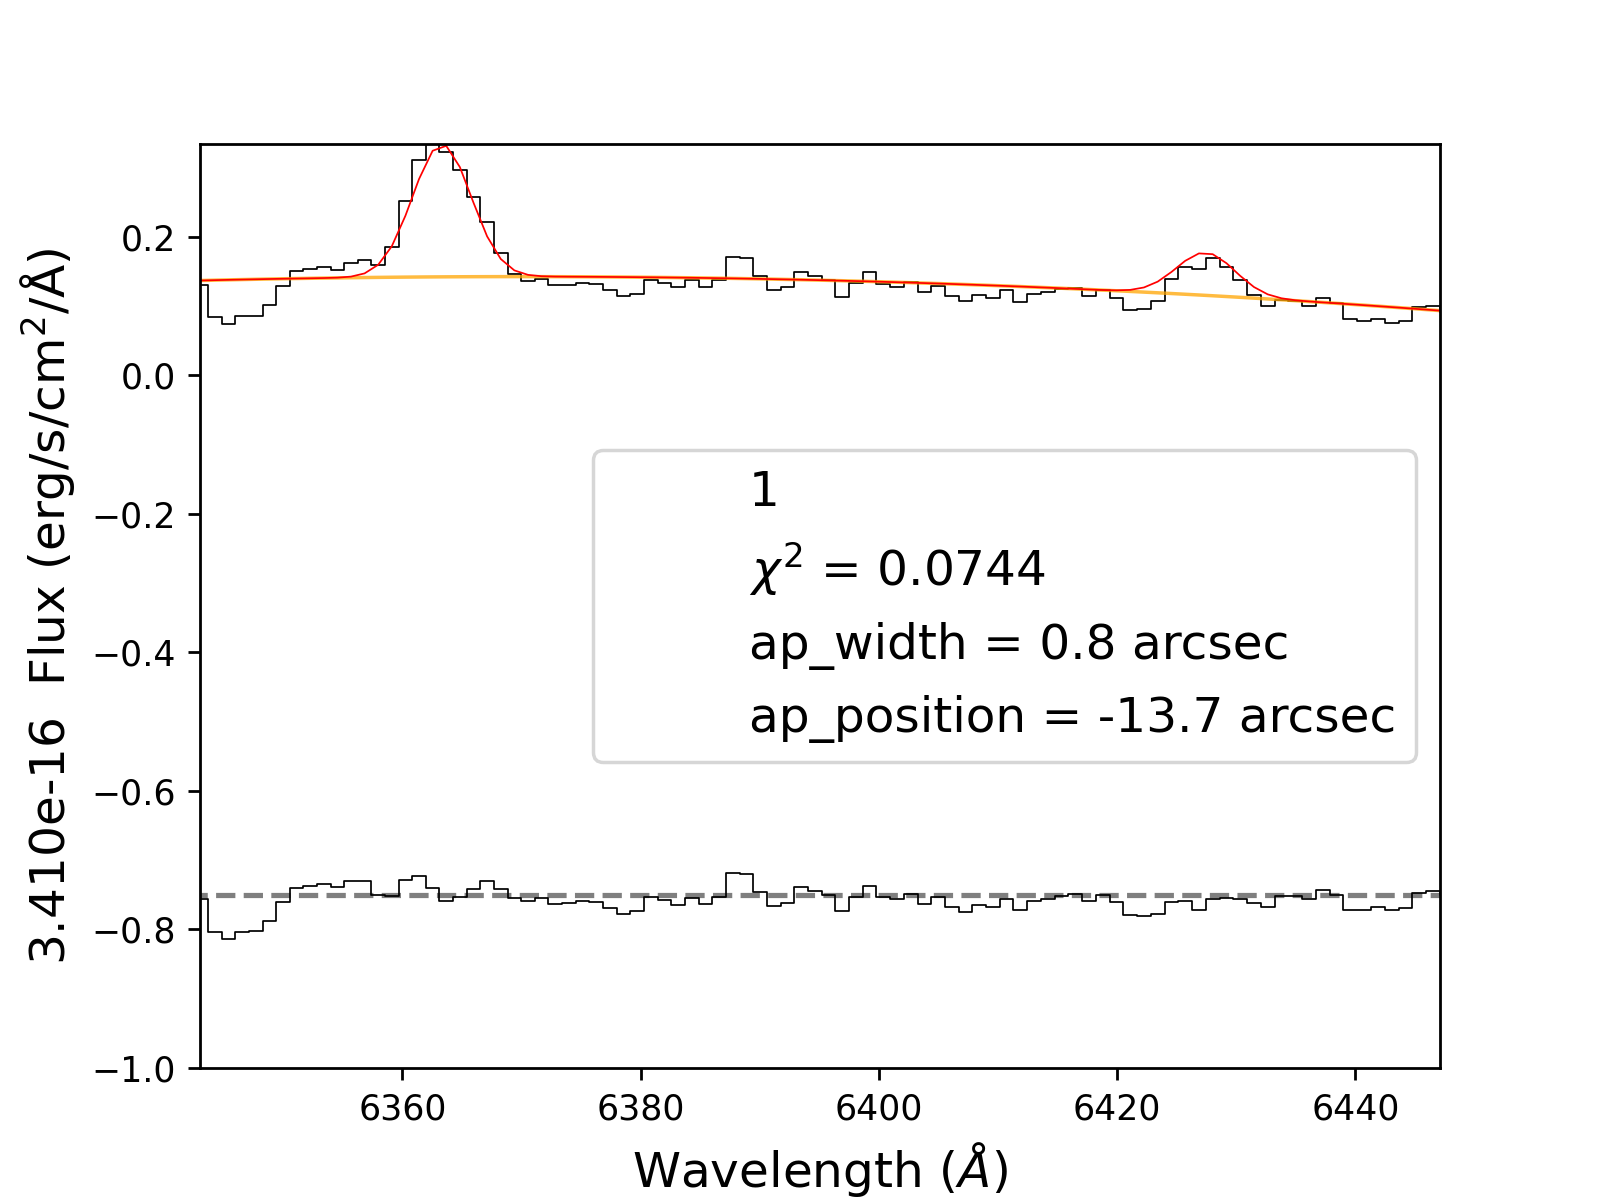 3.410e-16 Flux (erg/s/cm²/Å)
0.2
0.0
−0.2
−0.4
−0.6
−0.8
−1.0
1
χ² = 0.0744
ap_width = 0.8 arcsec
ap_position = -13.7 arcsec
6360 6380 6400 6420 6440
Wavelength (Å)